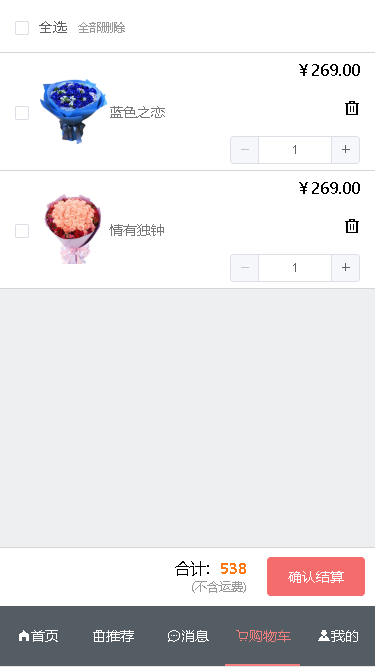 全选 全部删除
￥269.00
蓝色之恋
1
￥269.00
情有独钟
1
合计: 538
(不含运费)
确认结算
首页 推荐 消息 购物车 我的